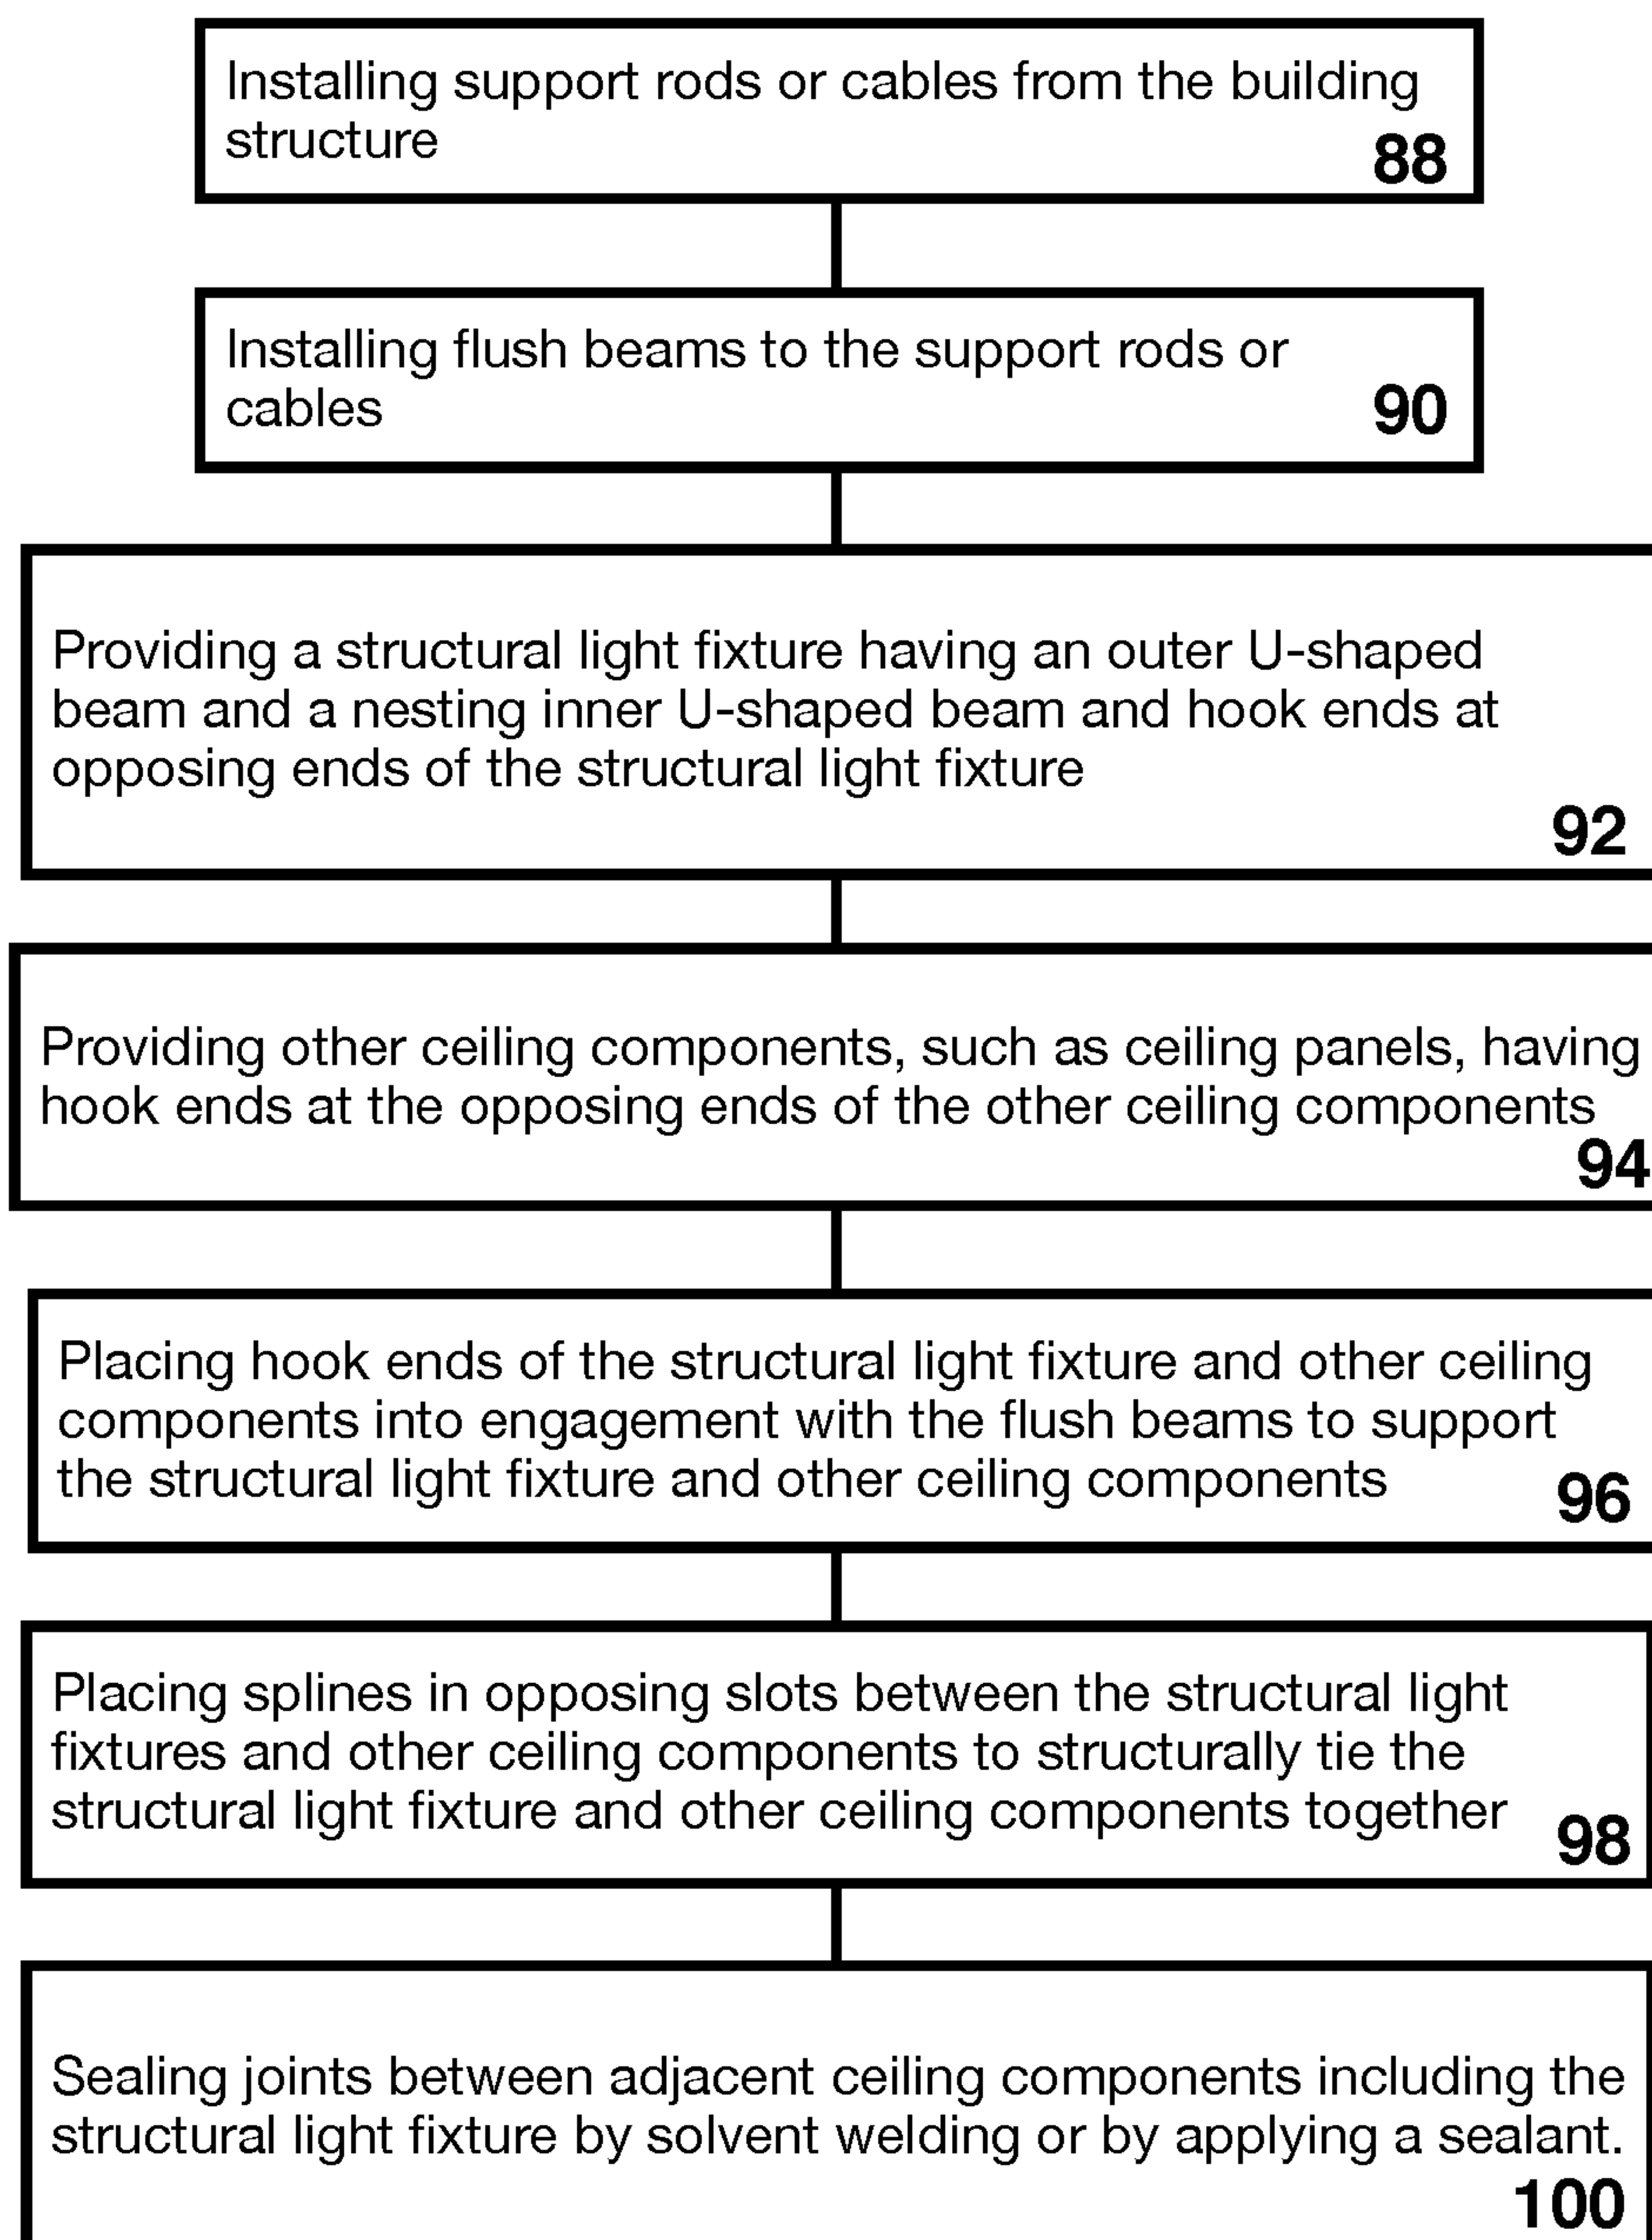 Installing support rods or cables from the building
structure
88
Installing flush beams to the support rods or
cables
90
Providing a structural light fixture having an outer U-shaped
beam and a nesting inner U-shaped beam and hook ends at
opposing ends of the structural light fixture
92
Providing other ceiling components, such as ceiling panels, having
hook ends at the opposing ends of the other ceiling components
94
Placing hook ends of the structural light fixture and other ceiling
components into engagement with the flush beams to support
the structural light fixture and other ceiling components
96
Placing splines in opposing slots between the structural light
fixtures and other ceiling components to structurally tie the
structural light fixture and other ceiling components together
98
Sealing joints between adjacent ceiling components including the
structural light fixture by solvent welding or by applying a sealant.
100